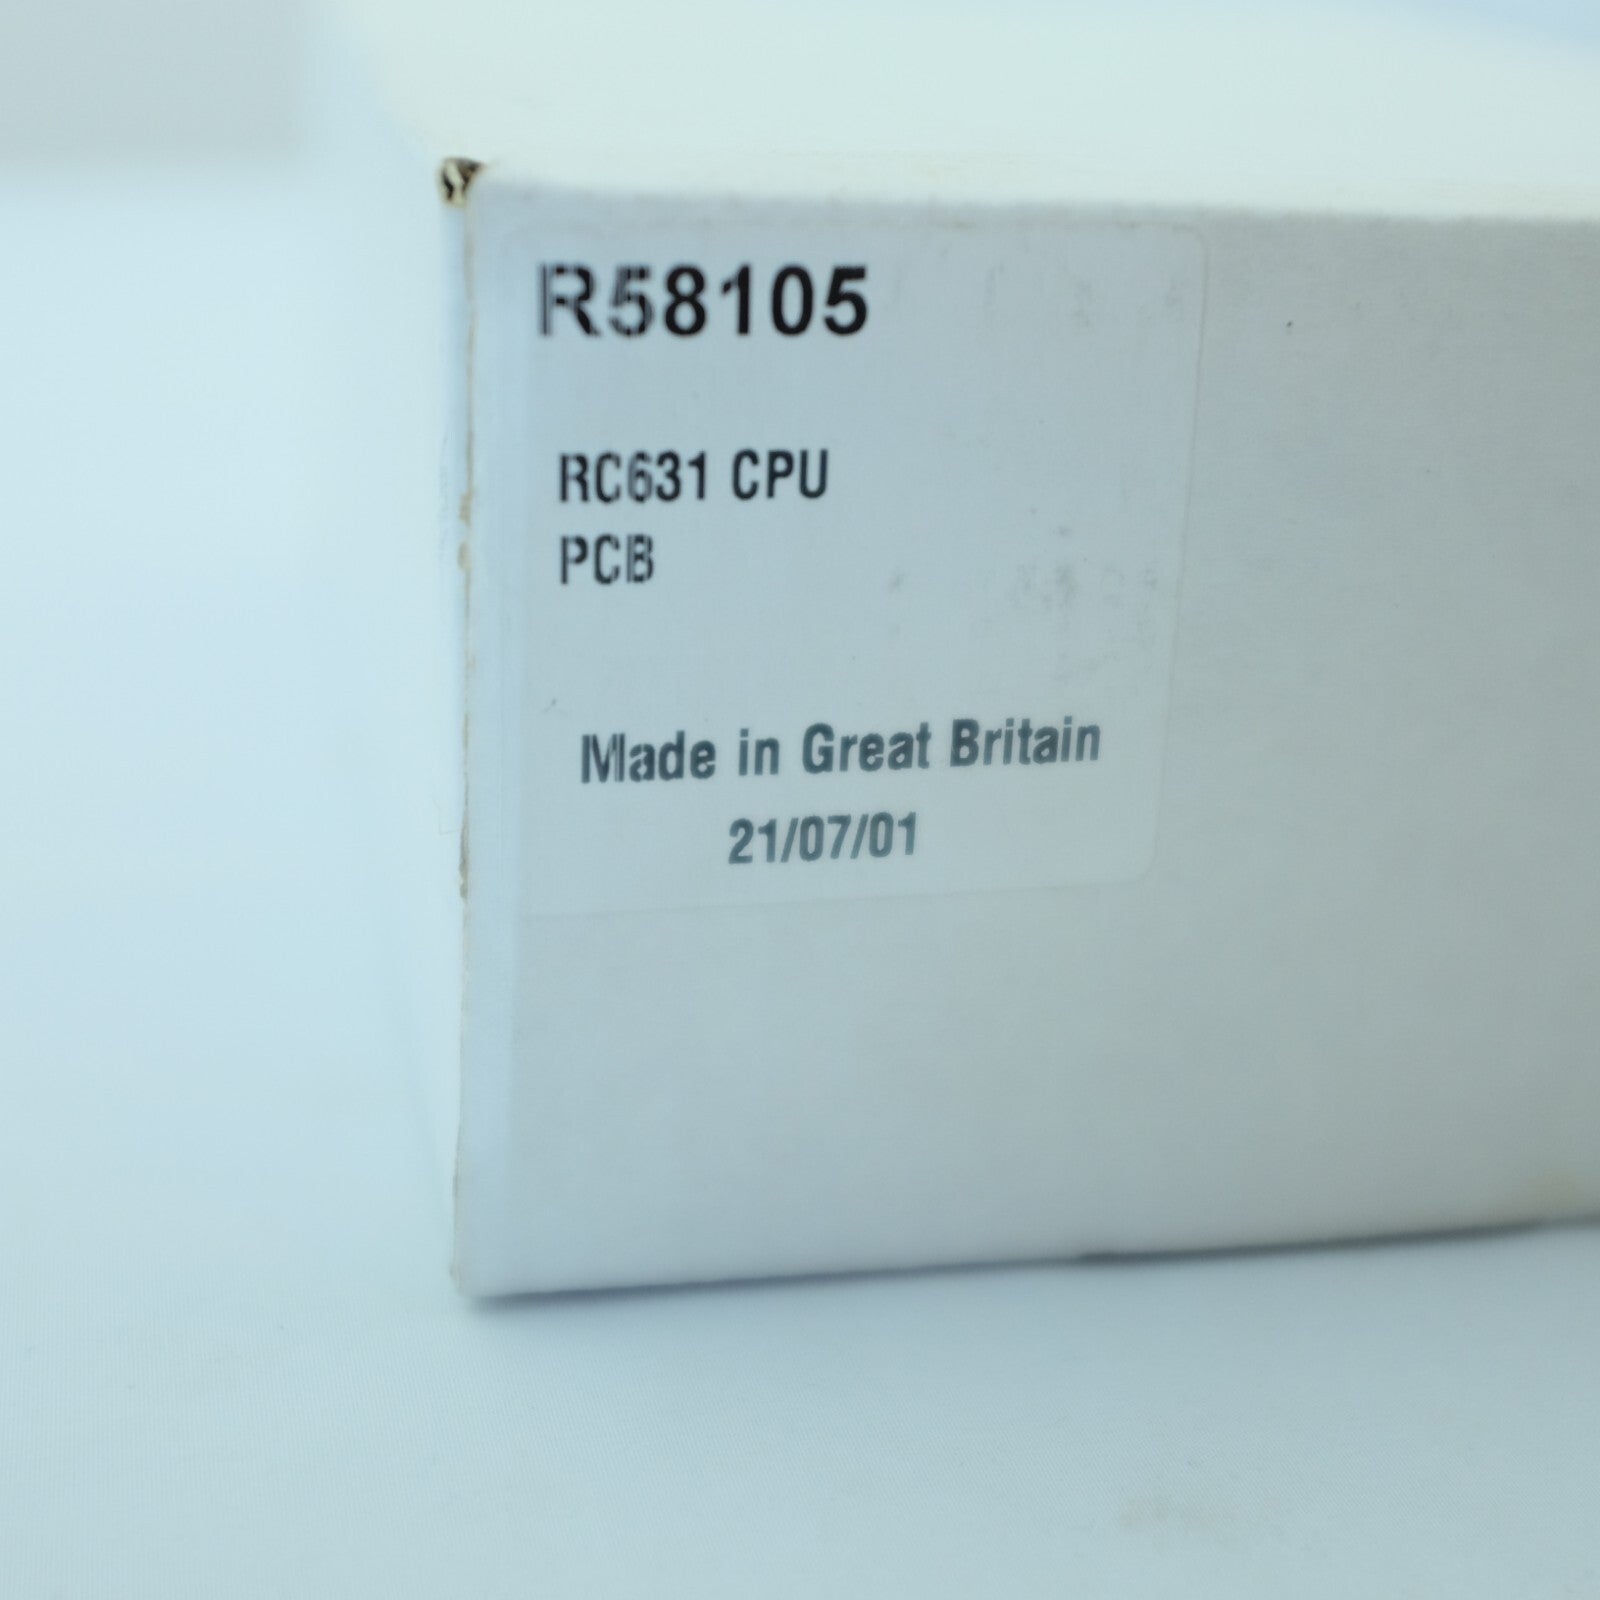 R58105
RC631 CPU
PCB
Made in Great Britain
21/07/01